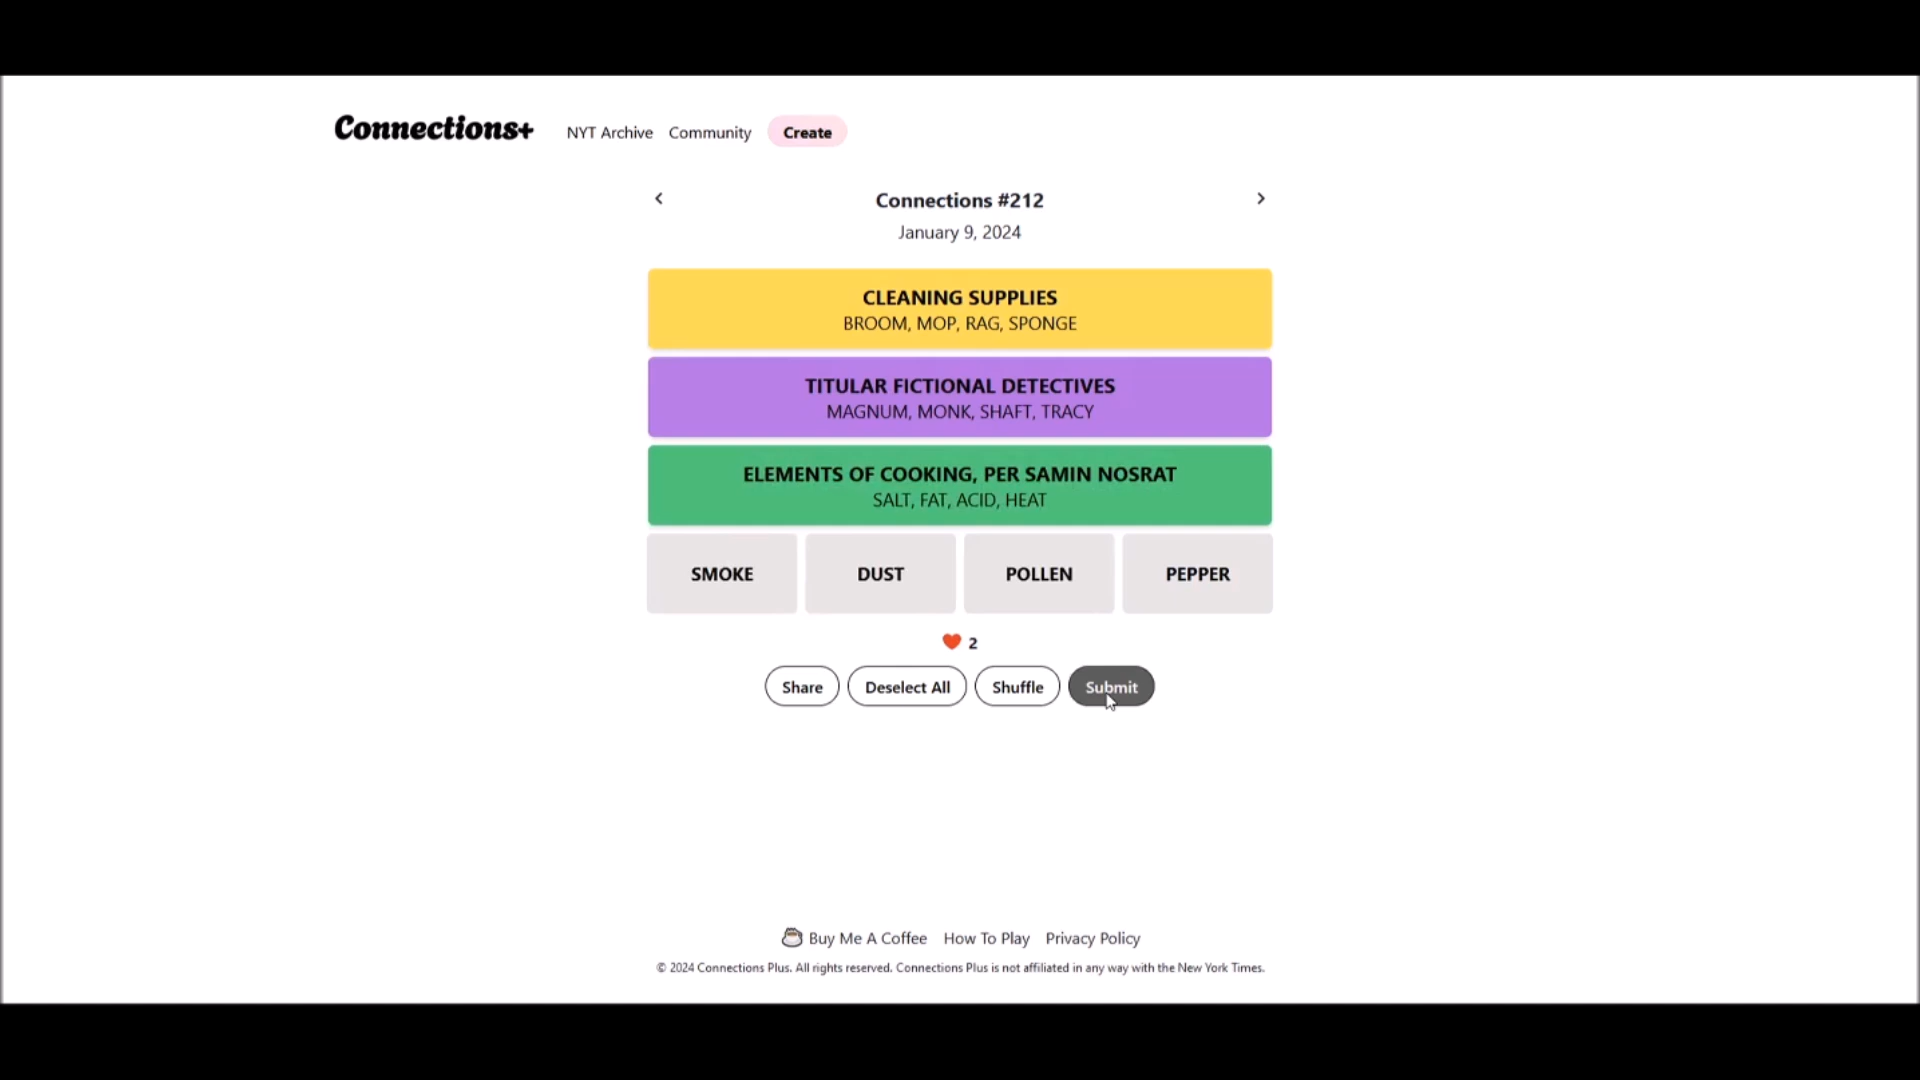 Connections+
NYT Archive Community Create
Connections #212
January 9, 2024
CLEANING SUPPLIES
BROOM, MOP, RAG, SPONGE
TITULAR FICTIONAL DETECTIVES
MAGNUM, MONK, SHAFT, TRACY
ELEMENTS OF COOKING, PER SAMIN NOSRAT
SALT, FAT, ACID, HEAT
SMOKE DUST POLLEN PEPPER
2
Share Deselect All Shuffle Submit
Buy Me A Coffee How To Play Privacy Policy
© 2024 Connections Plus. All rights reserved. Connections Plus is not affiliated in any way with the New York Times.